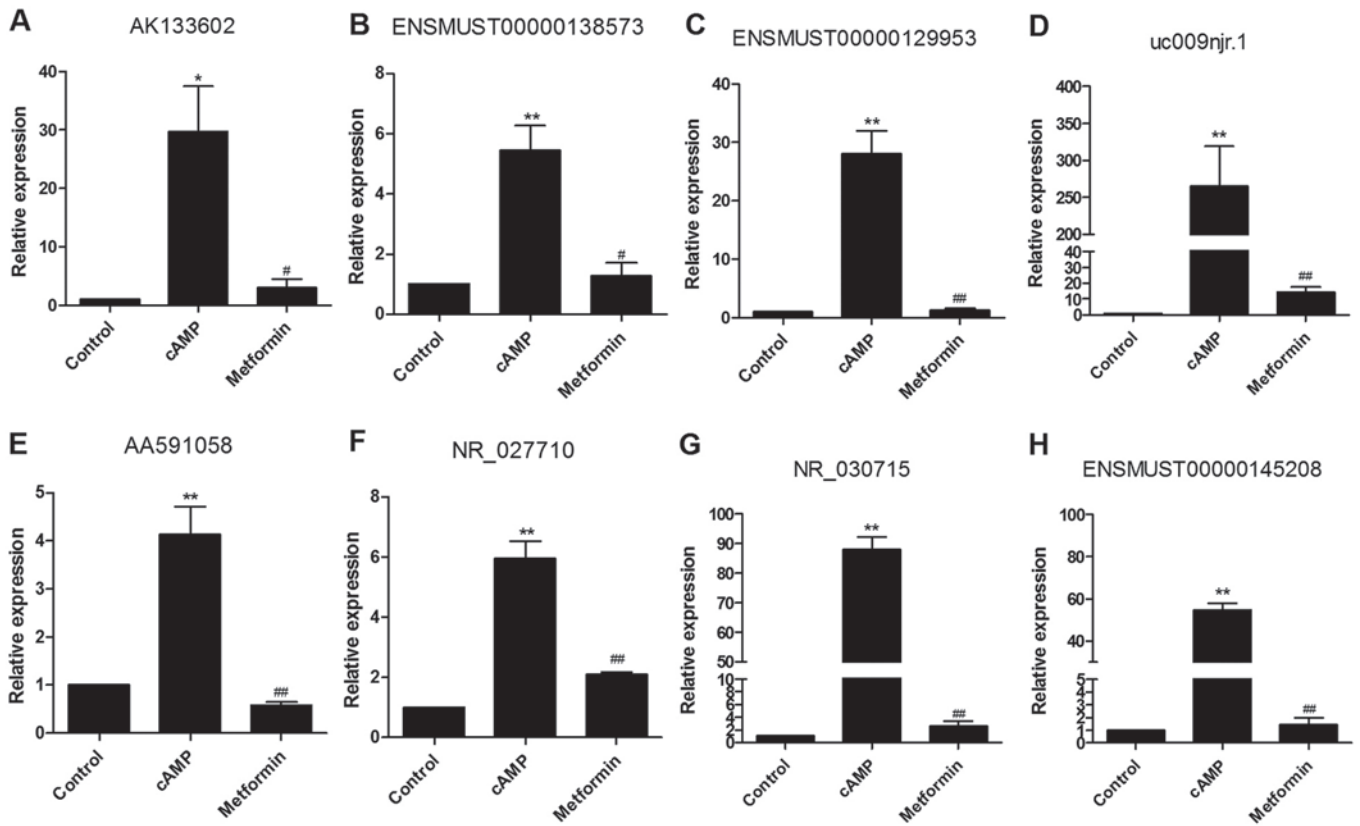 A
AK133602
Relative expression
40
30
20
10
0
*
#
Control
cAMP
Metformin
B
ENSMUST00000138573
Relative expression
8
6
4
2
0
**
#
Control
cAMP
Metformin
C
ENSMUST00000129953
Relative expression
40
30
20
10
0
**
##
Control
cAMP
Metformin
D
uc009njr.1
Relative expression
400
350
300
250
200
40
30
20
10
0
**
##
Control
cAMP
Metformin
E
AA591058
Relative expression
5
4
3
2
1
0
**
##
Control
cAMP
Metformin
F
NR_027710
Relative expression
8
6
4
2
0
**
##
Control
cAMP
Metformin
G
NR_030715
Relative expression
100
90
80
70
60
50
10
8
6
4
2
0
**
##
Control
cAMP
Metformin
H
ENSMUST00000145208
Relative expression
100
80
60
40
5
4
3
2
1
0
**
##
Control
cAMP
Metformin